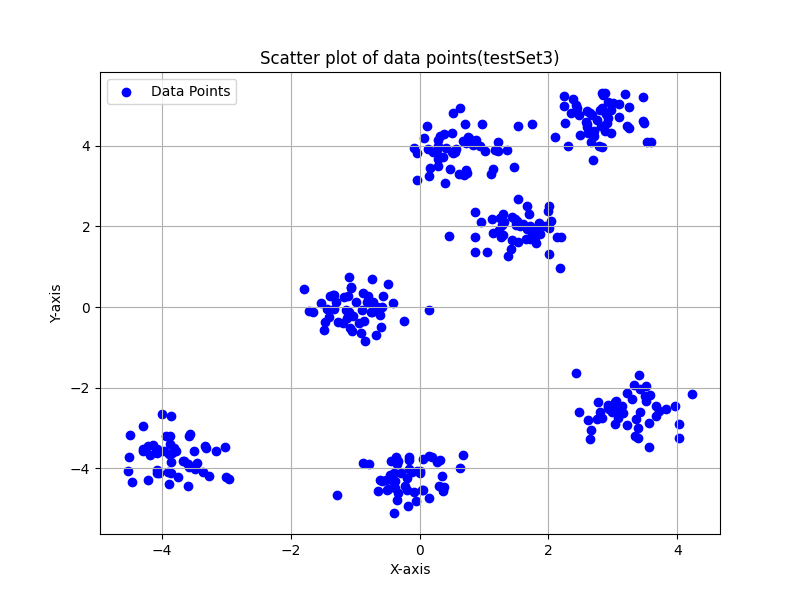 Scatter plot of data points(testSet3)
Data Points
Y-axis
4
2
0
−2
−4
−4 −2 0 2 4
X-axis